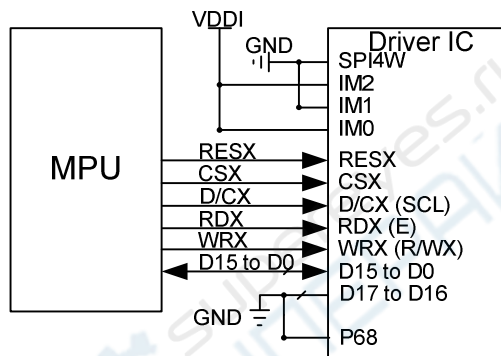 VDDI
GND
Driver IC
SPI4W
IM2
IM1
IM0
MPU
RESX
RESX
CSX
CSX
D/CX
D/CX (SCL)
RDX
RDX (E)
WRX
WRX (R/WX)
D15 to D0
D15 to D0
D17 to D16
GND
P68